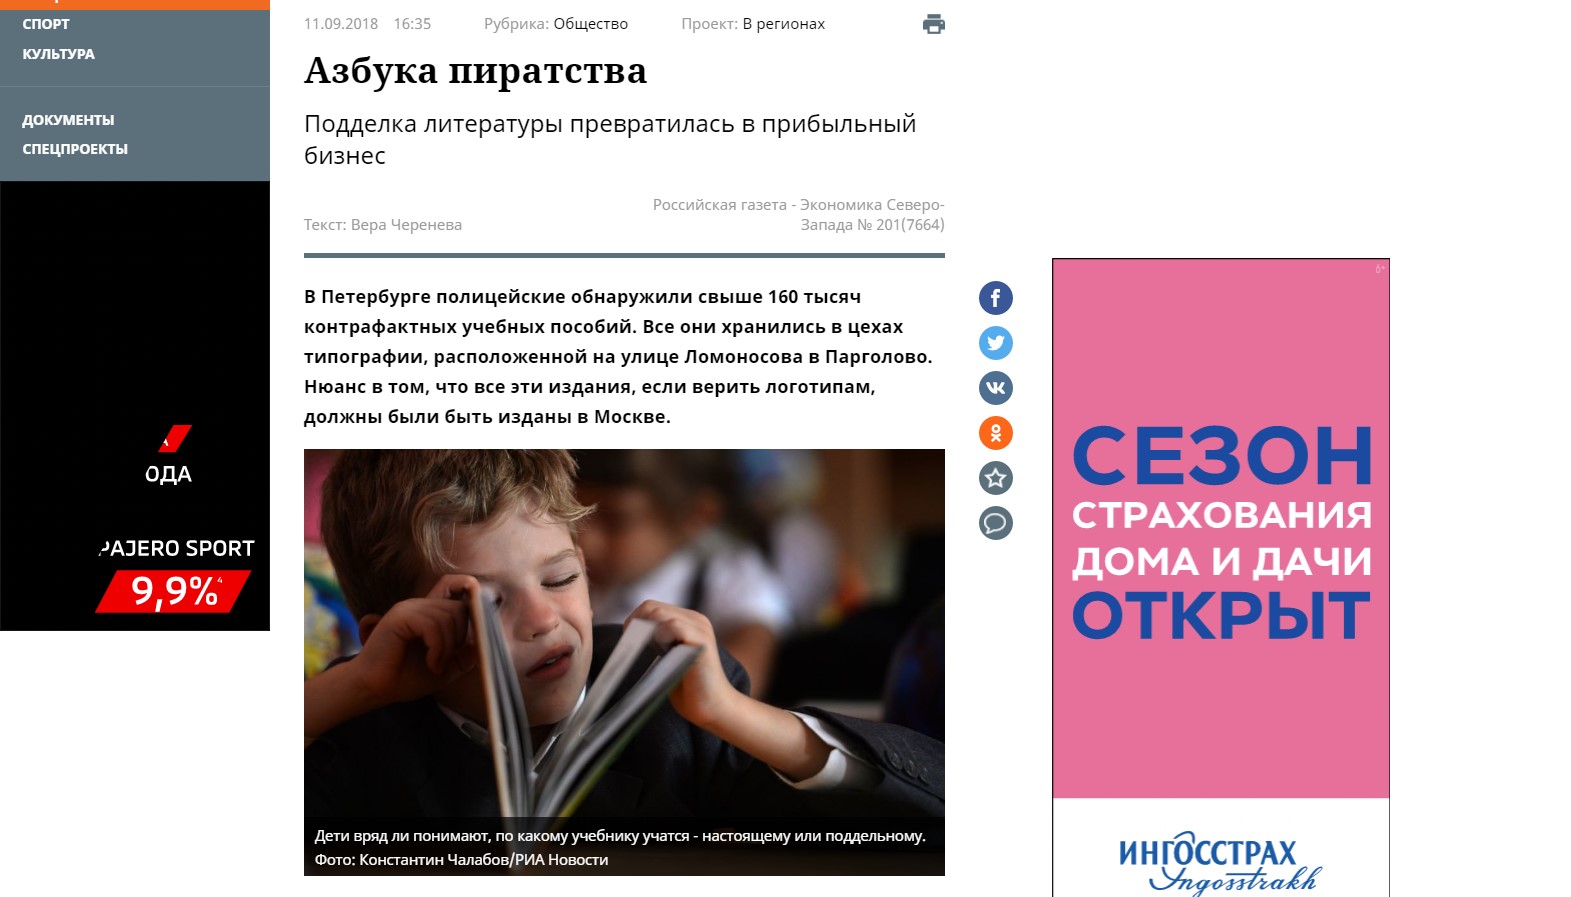 СПОРТ
КУЛЬТУРА
ДОКУМЕНТЫ
СПЕЦПРОЕКТЫ
ОДА
PAJERO SPORT
9,9%⁴
11.09.2018 16:35 Рубрика: Общество Проект: В регионах
Азбука пиратства
Подделка литературы превратилась в прибыльный
бизнес
Текст: Вера Черенева
Российская газета - Экономика Северо-
Запада № 201(7664)
В Петербурге полицейские обнаружили свыше 160 тысяч
контрафактных учебных пособий. Все они хранились в цехах
типографии, расположенной на улице Ломоносова в Парголово.
Нюанс в том, что все эти издания, если верить логотипам,
должны были быть изданы в Москве.
Дети вряд ли понимают, по какому учебнику учатся - настоящему или поддельному.
Фото: Константин Чалабов/РИА Новости
6+
СЕЗОН
СТРАХОВАНИЯ
ДОМА И ДАЧИ
ОТКРЫТ
ИНГОССТРАХ
Ingosstrakh